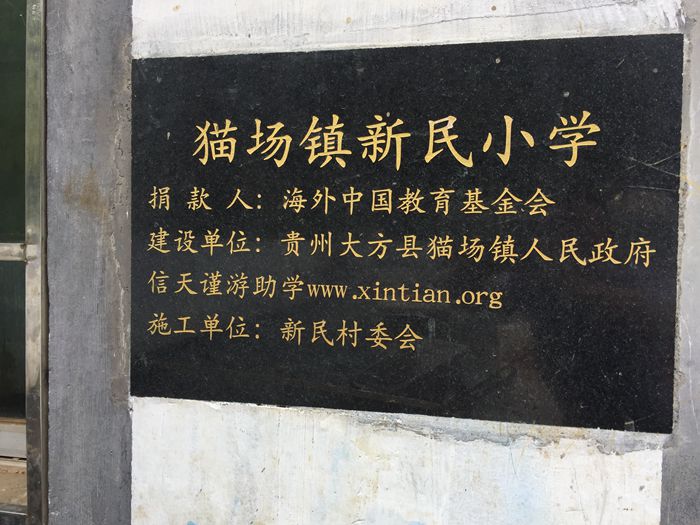 猫场镇新民小学
捐款人：海外中国教育基金会
建设单位：贵州大方县猫场镇人民政府
信天谨游助学www.xintian.org
施工单位：新民村委会